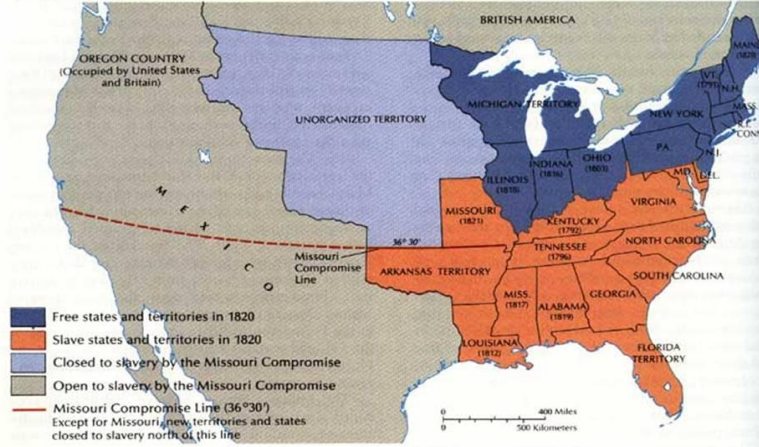 BRITISH AMERICA
OREGON COUNTRY
(Occupied by United States
and Britain)
MAINE
(1820)
VT.
(1791)
N.H.
MASS.
R.I.
CONN
NEW YORK
MICHIGAN TERRITORY
UNORGANIZED TERRITORY
PA.
N.J.
OHIO
(1803)
INDIANA
(1816)
ILLINOIS
(1818)
MD.
DEL.
VIRGINIA
MISSOURI
(1821)
KENTUCKY
(1792)
MEXICO
36° 30'
Missouri
Compromise
Line
TENNESSEE
(1796)
NORTH CAROLINA
ARKANSAS TERRITORY
SOUTH CAROLINA
MISS.
(1817)
ALABAMA
(1819)
GEORGIA
LOUISIANA
(1812)
FLORIDA
TERRITORY
Free states and territories in 1820
Slave states and territories in 1820
Closed to slavery by the Missouri Compromise
Open to slavery by the Missouri Compromise
Missouri Compromise Line (36°30′)
Except for Missouri, new territories and states
closed to slavery north of this line
0 400 Miles
0 500 Kilometers